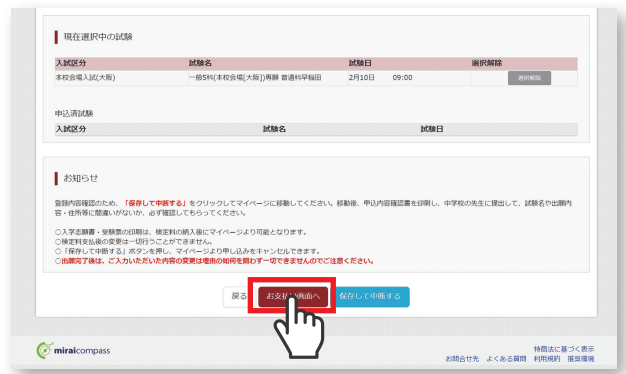 現在選択中の試験
入試区分 試験名 試験日 選択解除
本校会場入試(大阪) 一般5科(本校会場[大阪])専願 普通科早稲田 2月10日 09:00 選択解除
申込済試験
入試区分 試験名 試験日
お知らせ
登録内容確認のため、「保存して中断する」をクリックしてマイページに移動してください。移動後、申込内容確認書を印刷し、中学校の先生に提出して、試験名や出願内
容・住所等に間違いがないか、必ず確認してもらってください。
○入学志願書・受験票の印刷は、検定料の納入後にマイページより可能となります。
○検定料支払後の変更は一切行うことができません。
○「保存して中断する」ボタンを押し、マイページより申し込みをキャンセルできます。
○出願完了後は、ご入力いただいた内容の変更は理由の如何を問わず一切できませんのでご注意ください。
戻る お支払い画面へ 保存して中断する
miraicompass
特商法に基づく表示
お問合せ先 よくある質問 利用規約 推奨環境